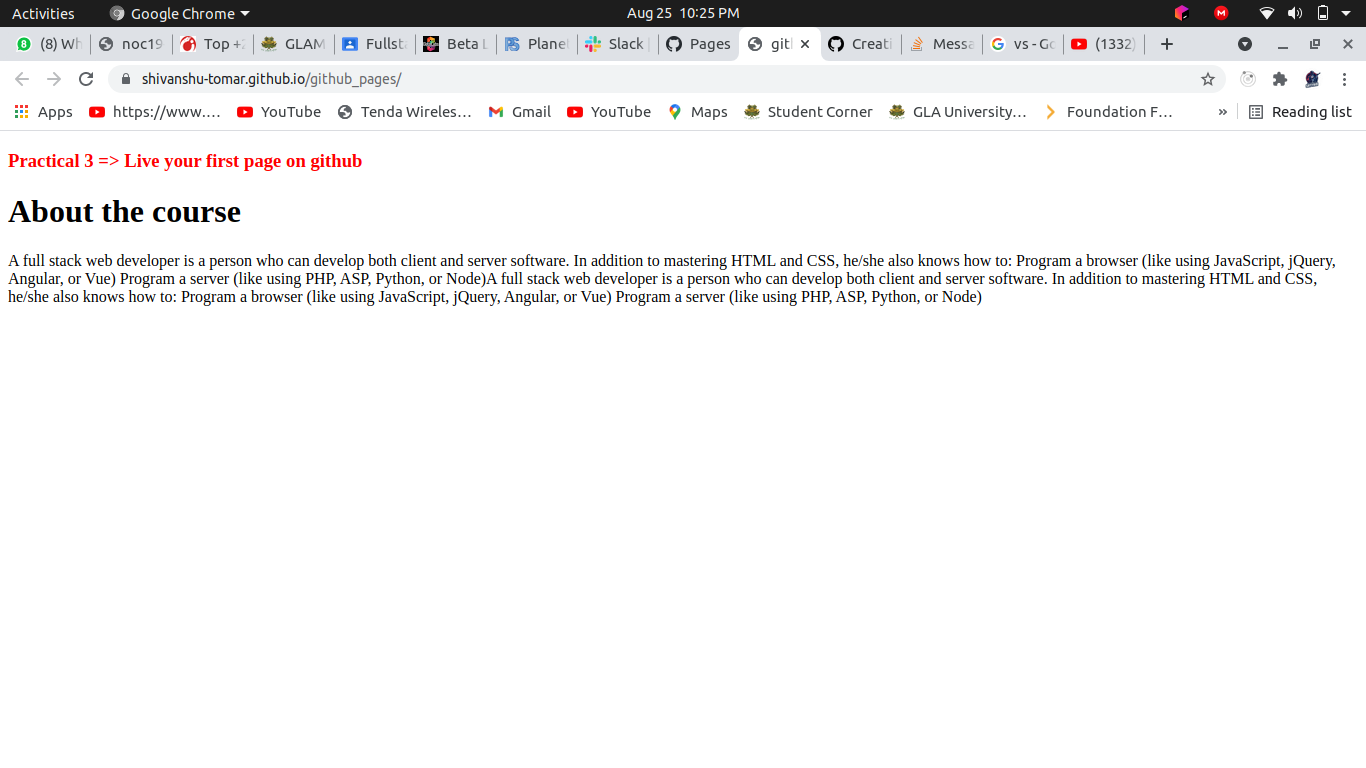 Activities Google Chrome Aug 25 10:25 PM
(8) Wh noc19 Top +2 GLAM Fullsta Beta L Planet Slack Pages git Creati Messa vs - Go (1332)
shivanshu-tomar.github.io/github_pages/
Apps https://www.... YouTube Tenda Wireles... Gmail YouTube Maps Student Corner GLA University... Foundation F... » Reading list
Practical 3 => Live your first page on github
About the course
A full stack web developer is a person who can develop both client and server software. In addition to mastering HTML and CSS, he/she also knows how to: Program a browser (like using JavaScript, jQuery,
Angular, or Vue) Program a server (like using PHP, ASP, Python, or Node)A full stack web developer is a person who can develop both client and server software. In addition to mastering HTML and CSS,
he/she also knows how to: Program a browser (like using JavaScript, jQuery, Angular, or Vue) Program a server (like using PHP, ASP, Python, or Node)